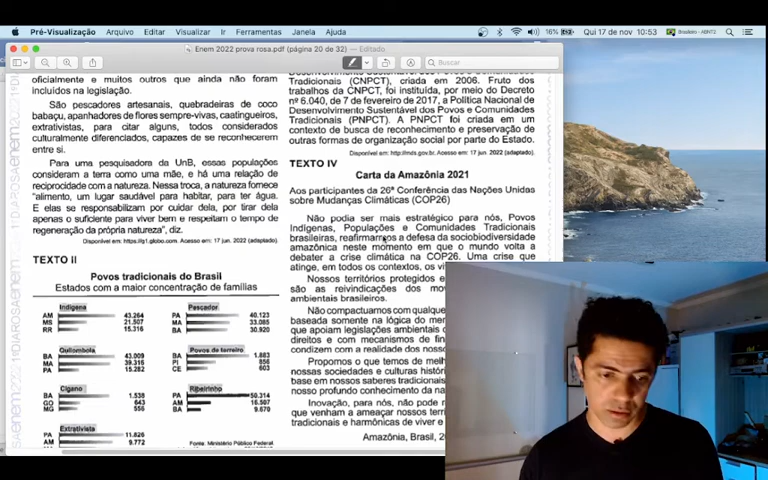 Pré-Visualização Arquivo Editar Visualizar Ir Ferramentas Janela Ajuda
16% Qui 17 de nov 10:53 Brasileiro - ABNT2
Enem 2022 prova rosa.pdf (página 20 de 32) — Editado
Buscar
oficialmente e muitos outros que ainda não foram
incluídos na legislação.
São pescadores artesanais, quebradeiras de coco
babaçu, apanhadores de flores sempre-vivas, caatingueiros,
extrativistas, para citar alguns, todos considerados
culturalmente diferenciados, capazes de se reconhecerem
entre si.
Para uma pesquisadora da UnB, essas populações
consideram a terra como uma mãe, e há uma relação de
reciprocidade com a natureza. Nessa troca, a natureza fornece
“alimento, um lugar saudável para habitar, para ter água.
E elas se responsabilizam por cuidar dela, por tirar dela
apenas o suficiente para viver bem e respeitam o tempo de
regeneração da própria natureza”, diz.
Disponível em: https://g1.globo.com. Acesso em: 17 jun. 2022 (adaptado).
TEXTO II
Povos tradicionais do Brasil
Estados com a maior concentração de famílias
Indígena
AM 43.264
MS 21.507
RR 15.316
Pescador
PA 40.123
MA 33.085
BA 30.920
Quilombola
BA 43.009
MA 39.315
PA 15.282
Povos de terreiro
BA 1.883
PI 856
CE 603
Cigano
BA 1.538
GO 643
MG 556
Ribeirinho
PA 50.314
AM 16.507
BA 9.670
Extrativista
PA 11.826
AM 9.772
Fonte: Ministério Público Federal.
Tradicionais (CNPCT), criada em 2006. Fruto dos
trabalhos da CNPCT, foi instituída, por meio do Decreto
nº 6.040, de 7 de fevereiro de 2017, a Política Nacional de
Desenvolvimento Sustentável dos Povos e Comunidades
Tradicionais (PNPCT). A PNPCT foi criada em um
contexto de busca de reconhecimento e preservação de
outras formas de organização social por parte do Estado.
Disponível em: http://mds.gov.br. Acesso em: 17 jun. 2022 (adaptado).
TEXTO IV
Carta da Amazônia 2021
Aos participantes da 26ª Conferência das Nações Unidas
sobre Mudanças Climáticas (COP26)
Não podia ser mais estratégico para nós, Povos
Indígenas, Populações e Comunidades Tradicionais
brasileiras, reafirmarmos a defesa da sociobiodiversidade
amazônica neste momento em que o mundo volta a
debater a crise climática na COP26. Uma crise que
atinge, em todos os contextos, os
Nossos territórios protegidos e
são as reivindicações dos
ambientais brasileiros.
Não compactuamos com qualquer
baseada somente na lógica do
que apoiam legislações ambientais
direitos e com mecanismos de
condizem com a realidade dos
Propomos o que temos de
nossas sociedades e culturas
base em nossos saberes
nosso profundo conhecimento da
Inovação, para nós, não pode
que venham a ameaçar nossos
tradicionais e harmônicas de viver e
Amazônia, Brasil,